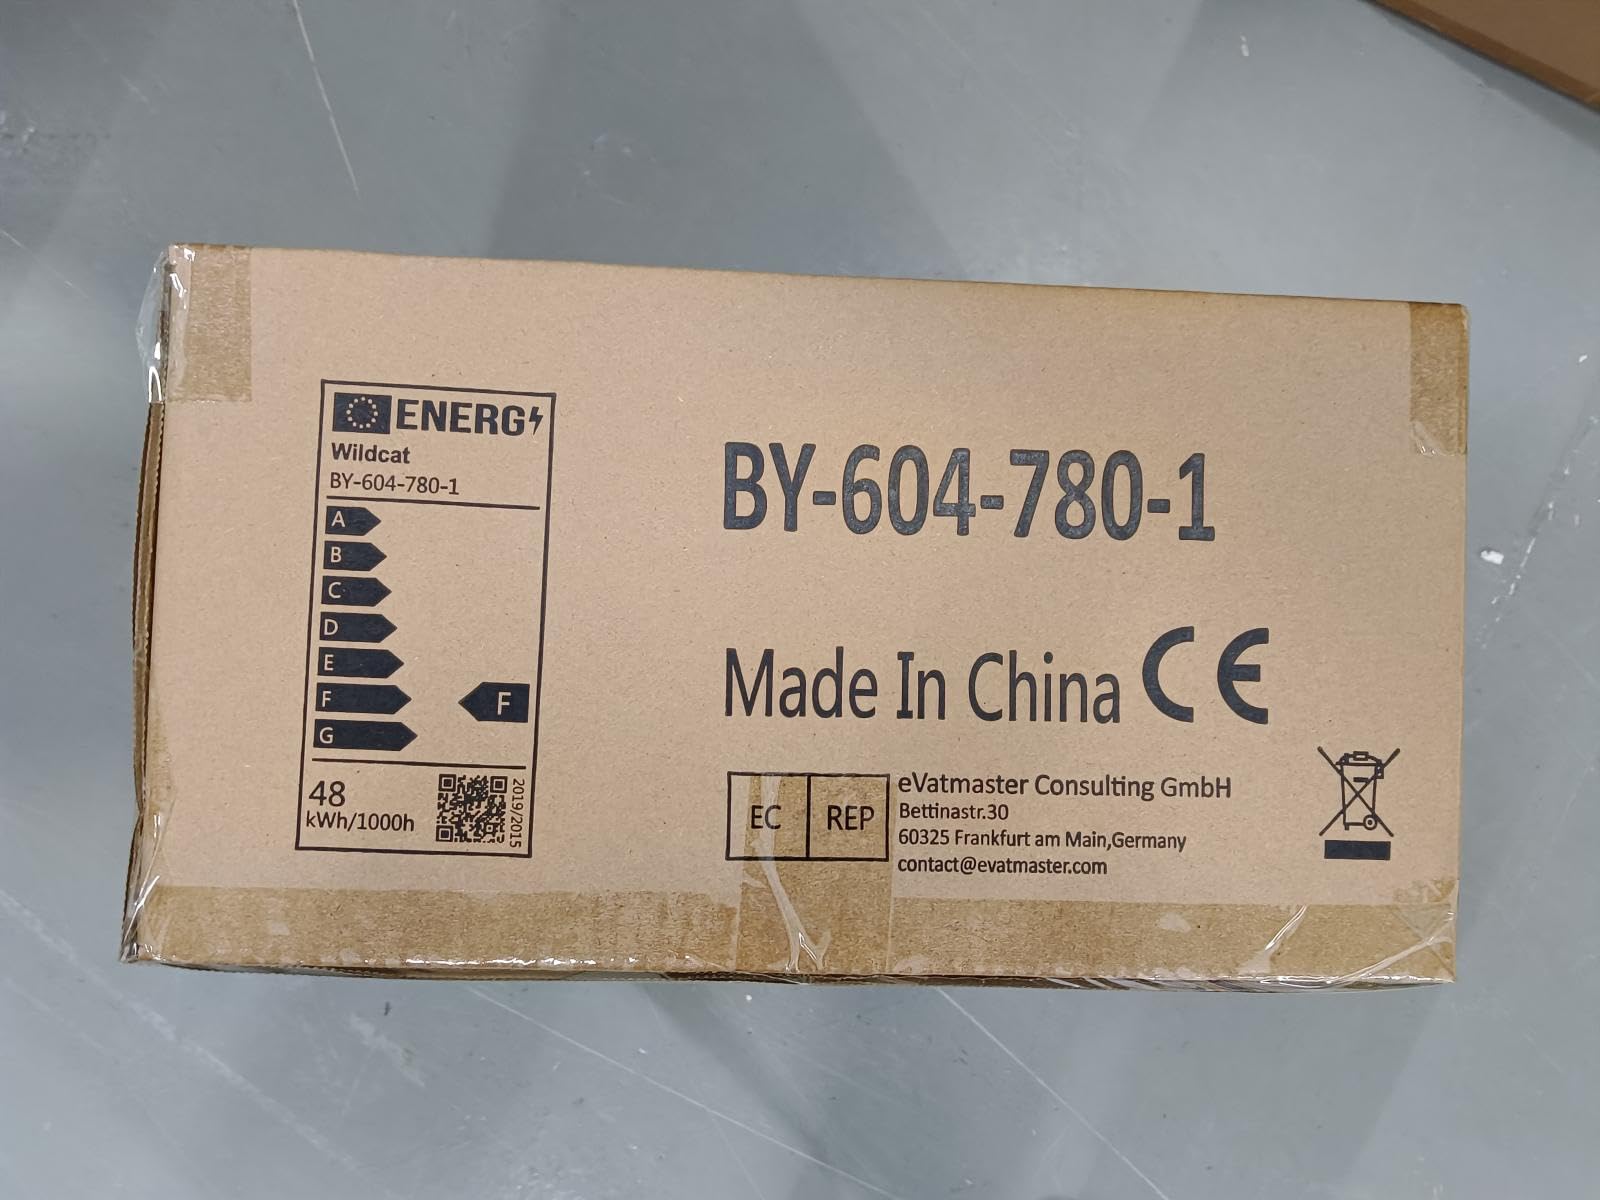 ENERG
Wildcat
BY-604-780-1
A
B
C
D
E
F
F
G
48
kWh/1000h
2019/2015
BY-604-780-1
Made In China CE
EC REP
eVatmaster Consulting GmbH
Bettinastr.30
60325 Frankfurt am Main,Germany
contact@evatmaster.com